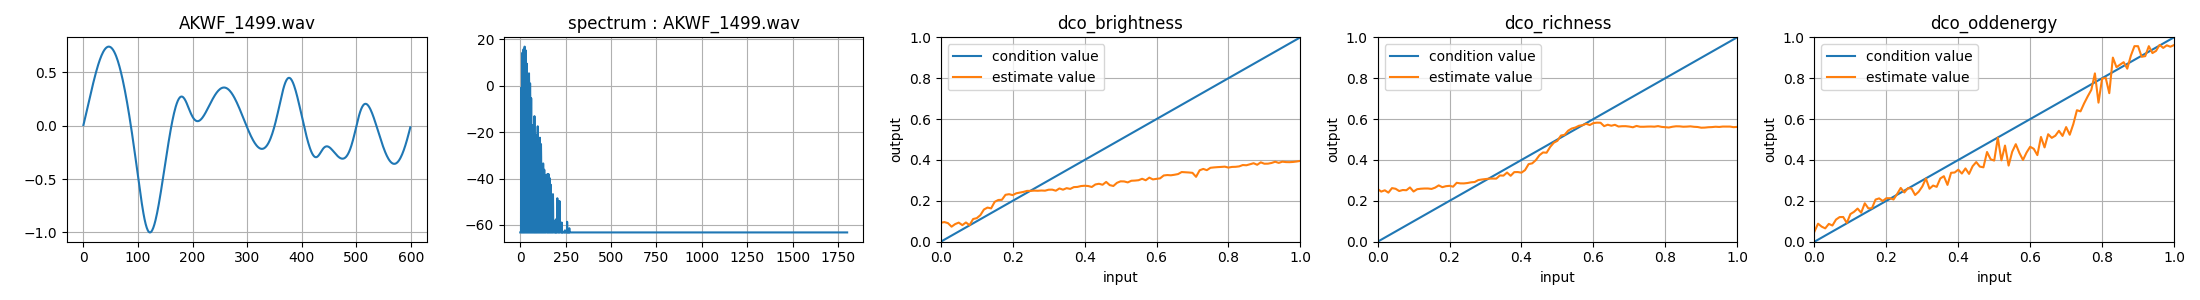 AKWF_1499.wav
0.5
0.0
−0.5
−1.0
0 100 200 300 400 500 600
spectrum : AKWF_1499.wav
20
0
−20
−40
−60
0 250 500 750 1000 1250 1500 1750
dco_brightness
condition value
estimate value
output
1.0
0.8
0.6
0.4
0.2
0.0
0.0 0.2 0.4 0.6 0.8 1.0
input
dco_richness
condition value
estimate value
output
1.0
0.8
0.6
0.4
0.2
0.0
0.0 0.2 0.4 0.6 0.8 1.0
input
dco_oddenergy
condition value
estimate value
output
1.0
0.8
0.6
0.4
0.2
0.0
0.0 0.2 0.4 0.6 0.8 1.0
input